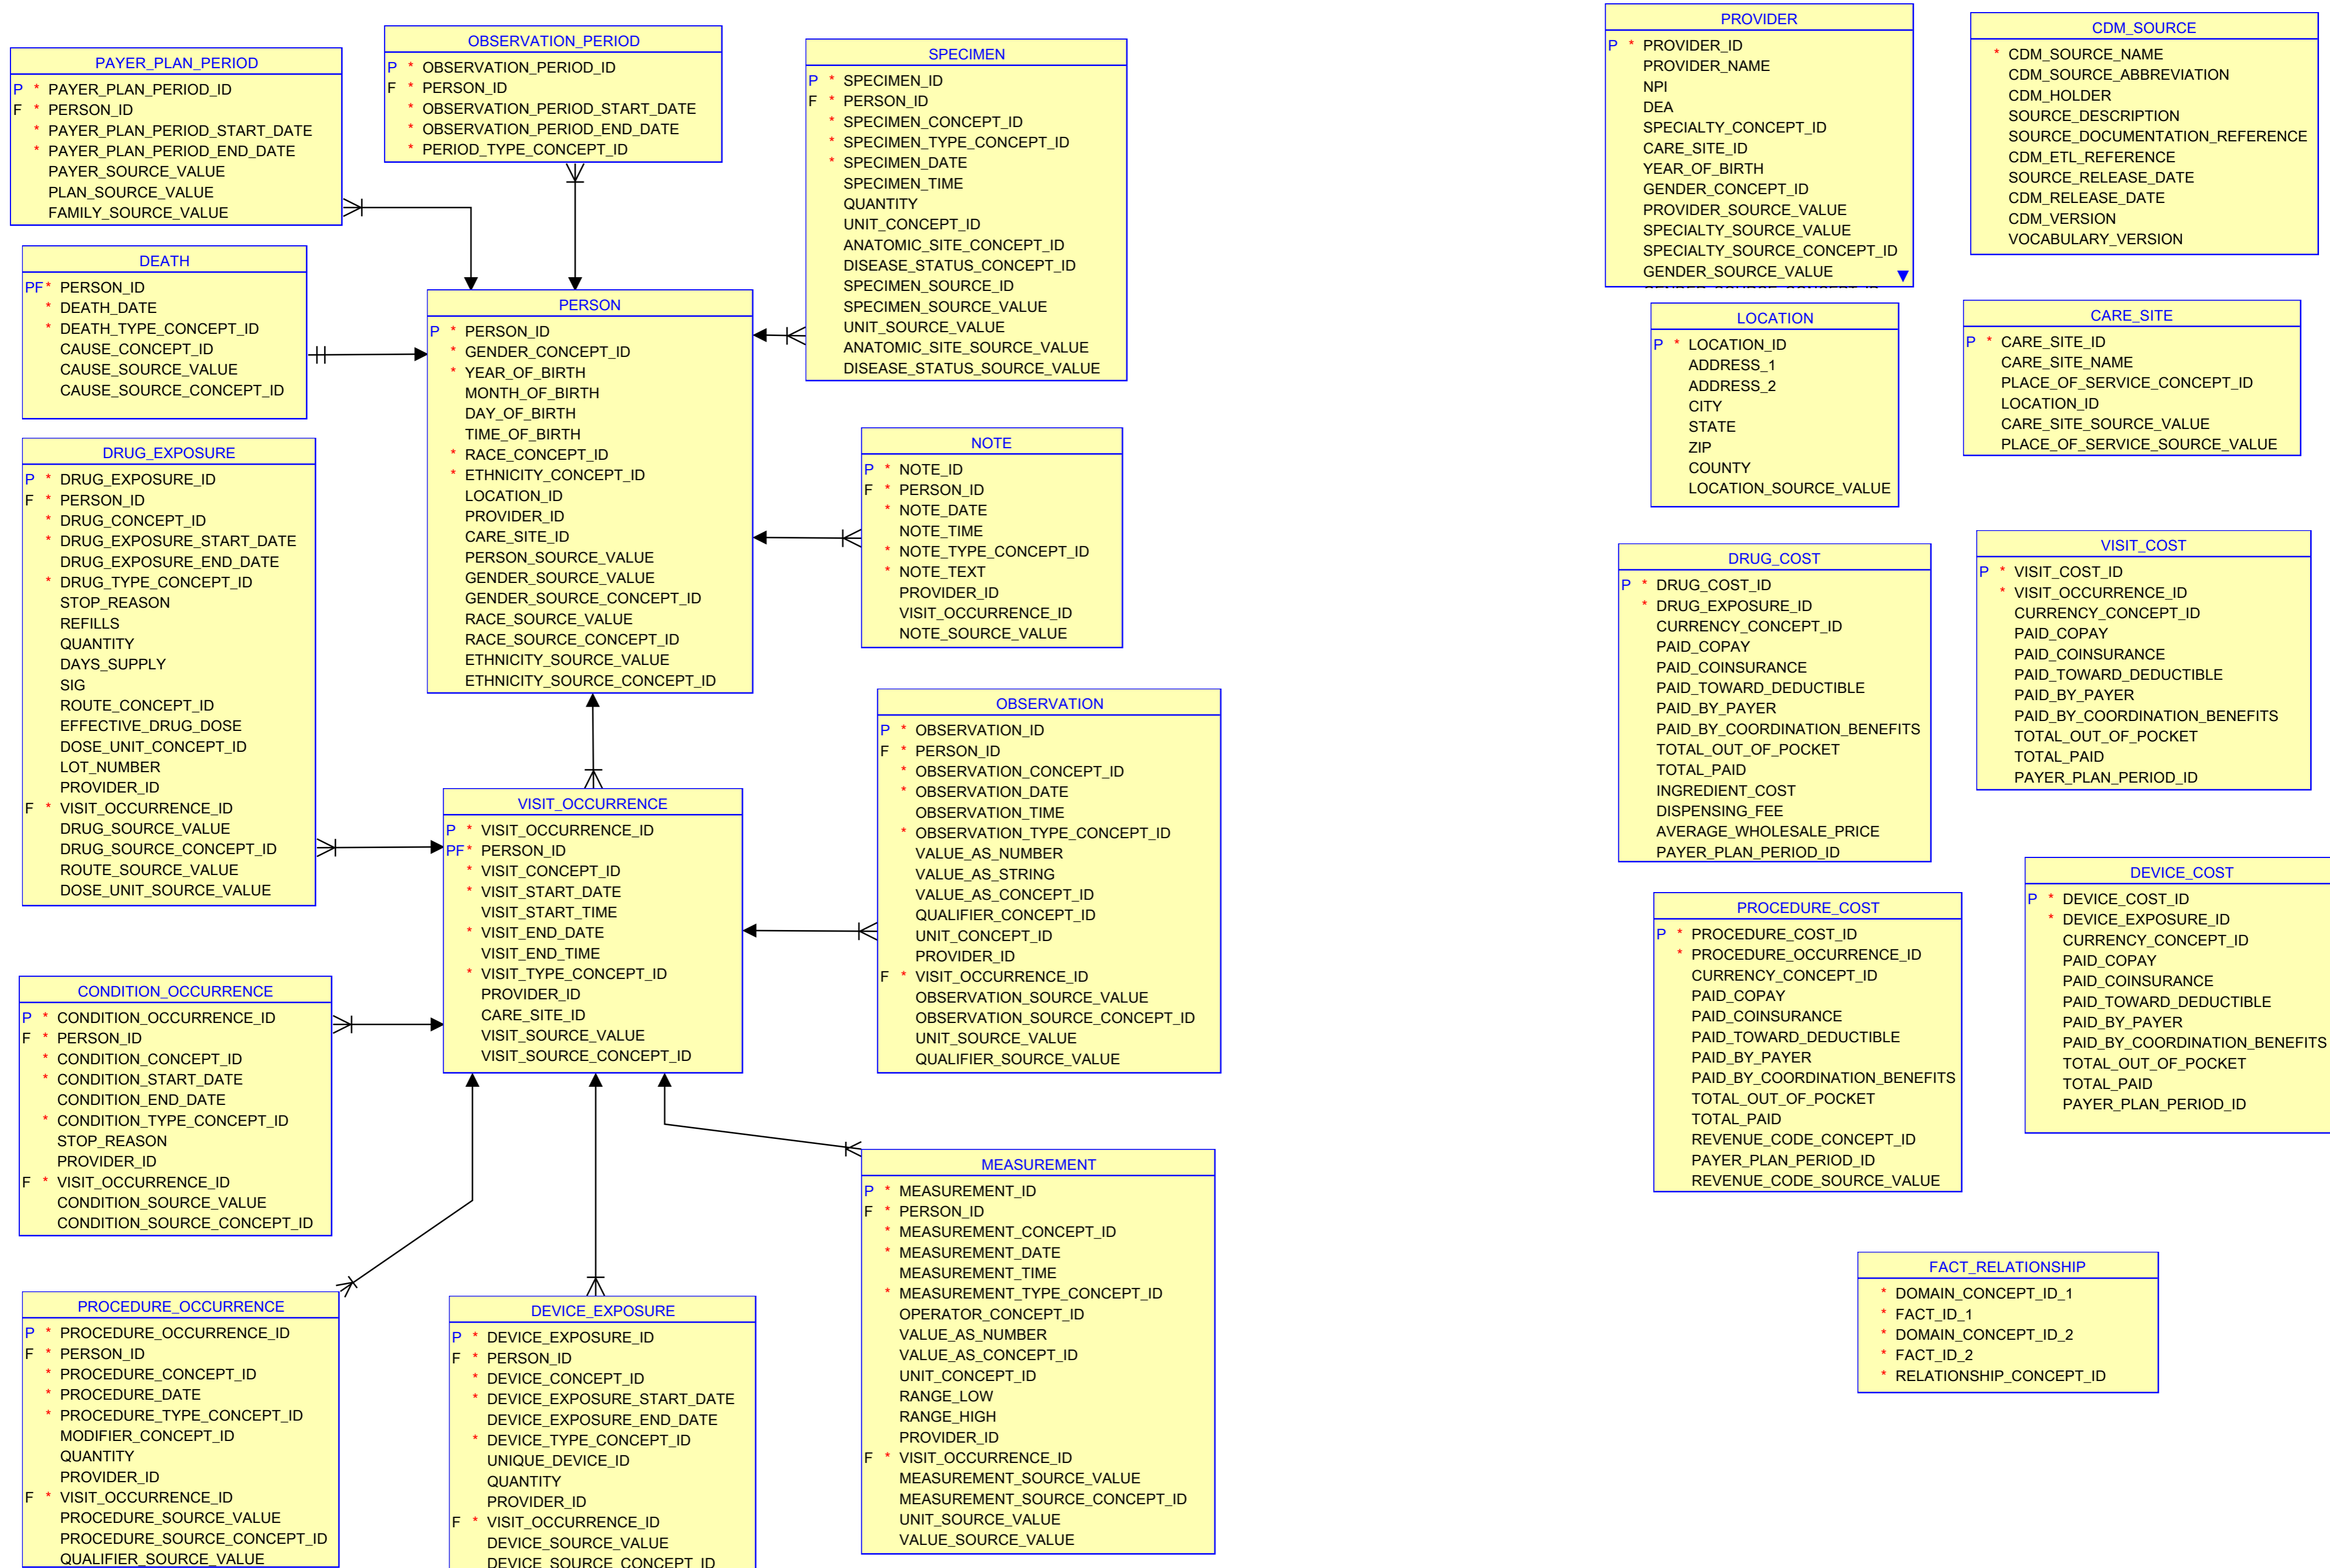 PAYER_PLAN_PERIOD
P * PAYER_PLAN_PERIOD_ID
F * PERSON_ID
* PAYER_PLAN_PERIOD_START_DATE
* PAYER_PLAN_PERIOD_END_DATE
PAYER_SOURCE_VALUE
PLAN_SOURCE_VALUE
FAMILY_SOURCE_VALUE
OBSERVATION_PERIOD
P * OBSERVATION_PERIOD_ID
F * PERSON_ID
* OBSERVATION_PERIOD_START_DATE
* OBSERVATION_PERIOD_END_DATE
* PERIOD_TYPE_CONCEPT_ID
SPECIMEN
P * SPECIMEN_ID
F * PERSON_ID
* SPECIMEN_CONCEPT_ID
* SPECIMEN_TYPE_CONCEPT_ID
* SPECIMEN_DATE
SPECIMEN_TIME
QUANTITY
UNIT_CONCEPT_ID
ANATOMIC_SITE_CONCEPT_ID
DISEASE_STATUS_CONCEPT_ID
SPECIMEN_SOURCE_ID
SPECIMEN_SOURCE_VALUE
UNIT_SOURCE_VALUE
ANATOMIC_SITE_SOURCE_VALUE
DISEASE_STATUS_SOURCE_VALUE
DEATH
PF* PERSON_ID
* DEATH_DATE
* DEATH_TYPE_CONCEPT_ID
CAUSE_CONCEPT_ID
CAUSE_SOURCE_VALUE
CAUSE_SOURCE_CONCEPT_ID
PERSON
P * PERSON_ID
* GENDER_CONCEPT_ID
* YEAR_OF_BIRTH
MONTH_OF_BIRTH
DAY_OF_BIRTH
TIME_OF_BIRTH
* RACE_CONCEPT_ID
* ETHNICITY_CONCEPT_ID
LOCATION_ID
PROVIDER_ID
CARE_SITE_ID
PERSON_SOURCE_VALUE
GENDER_SOURCE_VALUE
GENDER_SOURCE_CONCEPT_ID
RACE_SOURCE_VALUE
RACE_SOURCE_CONCEPT_ID
ETHNICITY_SOURCE_VALUE
ETHNICITY_SOURCE_CONCEPT_ID
NOTE
P * NOTE_ID
F * PERSON_ID
* NOTE_DATE
NOTE_TIME
* NOTE_TYPE_CONCEPT_ID
* NOTE_TEXT
PROVIDER_ID
VISIT_OCCURRENCE_ID
NOTE_SOURCE_VALUE
DRUG_EXPOSURE
P * DRUG_EXPOSURE_ID
F * PERSON_ID
* DRUG_CONCEPT_ID
* DRUG_EXPOSURE_START_DATE
DRUG_EXPOSURE_END_DATE
* DRUG_TYPE_CONCEPT_ID
STOP_REASON
REFILLS
QUANTITY
DAYS_SUPPLY
SIG
ROUTE_CONCEPT_ID
EFFECTIVE_DRUG_DOSE
DOSE_UNIT_CONCEPT_ID
LOT_NUMBER
PROVIDER_ID
F * VISIT_OCCURRENCE_ID
DRUG_SOURCE_VALUE
DRUG_SOURCE_CONCEPT_ID
ROUTE_SOURCE_VALUE
DOSE_UNIT_SOURCE_VALUE
VISIT_OCCURRENCE
P * VISIT_OCCURRENCE_ID
PF* PERSON_ID
* VISIT_CONCEPT_ID
* VISIT_START_DATE
VISIT_START_TIME
* VISIT_END_DATE
VISIT_END_TIME
* VISIT_TYPE_CONCEPT_ID
PROVIDER_ID
CARE_SITE_ID
VISIT_SOURCE_VALUE
VISIT_SOURCE_CONCEPT_ID
OBSERVATION
P * OBSERVATION_ID
F * PERSON_ID
* OBSERVATION_CONCEPT_ID
* OBSERVATION_DATE
OBSERVATION_TIME
* OBSERVATION_TYPE_CONCEPT_ID
VALUE_AS_NUMBER
VALUE_AS_STRING
VALUE_AS_CONCEPT_ID
QUALIFIER_CONCEPT_ID
UNIT_CONCEPT_ID
PROVIDER_ID
F * VISIT_OCCURRENCE_ID
OBSERVATION_SOURCE_VALUE
OBSERVATION_SOURCE_CONCEPT_ID
UNIT_SOURCE_VALUE
QUALIFIER_SOURCE_VALUE
CONDITION_OCCURRENCE
P * CONDITION_OCCURRENCE_ID
F * PERSON_ID
* CONDITION_CONCEPT_ID
* CONDITION_START_DATE
CONDITION_END_DATE
* CONDITION_TYPE_CONCEPT_ID
STOP_REASON
PROVIDER_ID
F * VISIT_OCCURRENCE_ID
CONDITION_SOURCE_VALUE
CONDITION_SOURCE_CONCEPT_ID
PROCEDURE_OCCURRENCE
P * PROCEDURE_OCCURRENCE_ID
F * PERSON_ID
* PROCEDURE_CONCEPT_ID
* PROCEDURE_DATE
* PROCEDURE_TYPE_CONCEPT_ID
MODIFIER_CONCEPT_ID
QUANTITY
PROVIDER_ID
F * VISIT_OCCURRENCE_ID
PROCEDURE_SOURCE_VALUE
PROCEDURE_SOURCE_CONCEPT_ID
QUALIFIER_SOURCE_VALUE
DEVICE_EXPOSURE
P * DEVICE_EXPOSURE_ID
F * PERSON_ID
* DEVICE_CONCEPT_ID
* DEVICE_EXPOSURE_START_DATE
DEVICE_EXPOSURE_END_DATE
* DEVICE_TYPE_CONCEPT_ID
UNIQUE_DEVICE_ID
QUANTITY
PROVIDER_ID
F * VISIT_OCCURRENCE_ID
DEVICE_SOURCE_VALUE
DEVICE_SOURCE_CONCEPT_ID
MEASUREMENT
P * MEASUREMENT_ID
F * PERSON_ID
* MEASUREMENT_CONCEPT_ID
* MEASUREMENT_DATE
MEASUREMENT_TIME
* MEASUREMENT_TYPE_CONCEPT_ID
OPERATOR_CONCEPT_ID
VALUE_AS_NUMBER
VALUE_AS_CONCEPT_ID
UNIT_CONCEPT_ID
RANGE_LOW
RANGE_HIGH
PROVIDER_ID
F * VISIT_OCCURRENCE_ID
MEASUREMENT_SOURCE_VALUE
MEASUREMENT_SOURCE_CONCEPT_ID
UNIT_SOURCE_VALUE
VALUE_SOURCE_VALUE
PROVIDER
P * PROVIDER_ID
PROVIDER_NAME
NPI
DEA
SPECIALTY_CONCEPT_ID
CARE_SITE_ID
YEAR_OF_BIRTH
GENDER_CONCEPT_ID
PROVIDER_SOURCE_VALUE
SPECIALTY_SOURCE_VALUE
SPECIALTY_SOURCE_CONCEPT_ID
GENDER_SOURCE_VALUE
CDM_SOURCE
* CDM_SOURCE_NAME
CDM_SOURCE_ABBREVIATION
CDM_HOLDER
SOURCE_DESCRIPTION
SOURCE_DOCUMENTATION_REFERENCE
CDM_ETL_REFERENCE
SOURCE_RELEASE_DATE
CDM_RELEASE_DATE
CDM_VERSION
VOCABULARY_VERSION
LOCATION
P * LOCATION_ID
ADDRESS_1
ADDRESS_2
CITY
STATE
ZIP
COUNTY
LOCATION_SOURCE_VALUE
CARE_SITE
P * CARE_SITE_ID
CARE_SITE_NAME
PLACE_OF_SERVICE_CONCEPT_ID
LOCATION_ID
CARE_SITE_SOURCE_VALUE
PLACE_OF_SERVICE_SOURCE_VALUE
DRUG_COST
P * DRUG_COST_ID
* DRUG_EXPOSURE_ID
CURRENCY_CONCEPT_ID
PAID_COPAY
PAID_COINSURANCE
PAID_TOWARD_DEDUCTIBLE
PAID_BY_PAYER
PAID_BY_COORDINATION_BENEFITS
TOTAL_OUT_OF_POCKET
TOTAL_PAID
INGREDIENT_COST
DISPENSING_FEE
AVERAGE_WHOLESALE_PRICE
PAYER_PLAN_PERIOD_ID
VISIT_COST
P * VISIT_COST_ID
* VISIT_OCCURRENCE_ID
CURRENCY_CONCEPT_ID
PAID_COPAY
PAID_COINSURANCE
PAID_TOWARD_DEDUCTIBLE
PAID_BY_PAYER
PAID_BY_COORDINATION_BENEFITS
TOTAL_OUT_OF_POCKET
TOTAL_PAID
PAYER_PLAN_PERIOD_ID
PROCEDURE_COST
P * PROCEDURE_COST_ID
* PROCEDURE_OCCURRENCE_ID
CURRENCY_CONCEPT_ID
PAID_COPAY
PAID_COINSURANCE
PAID_TOWARD_DEDUCTIBLE
PAID_BY_PAYER
PAID_BY_COORDINATION_BENEFITS
TOTAL_OUT_OF_POCKET
TOTAL_PAID
REVENUE_CODE_CONCEPT_ID
PAYER_PLAN_PERIOD_ID
REVENUE_CODE_SOURCE_VALUE
DEVICE_COST
P * DEVICE_COST_ID
* DEVICE_EXPOSURE_ID
CURRENCY_CONCEPT_ID
PAID_COPAY
PAID_COINSURANCE
PAID_TOWARD_DEDUCTIBLE
PAID_BY_PAYER
PAID_BY_COORDINATION_BENEFITS
TOTAL_OUT_OF_POCKET
TOTAL_PAID
PAYER_PLAN_PERIOD_ID
FACT_RELATIONSHIP
* DOMAIN_CONCEPT_ID_1
* FACT_ID_1
* DOMAIN_CONCEPT_ID_2
* FACT_ID_2
* RELATIONSHIP_CONCEPT_ID